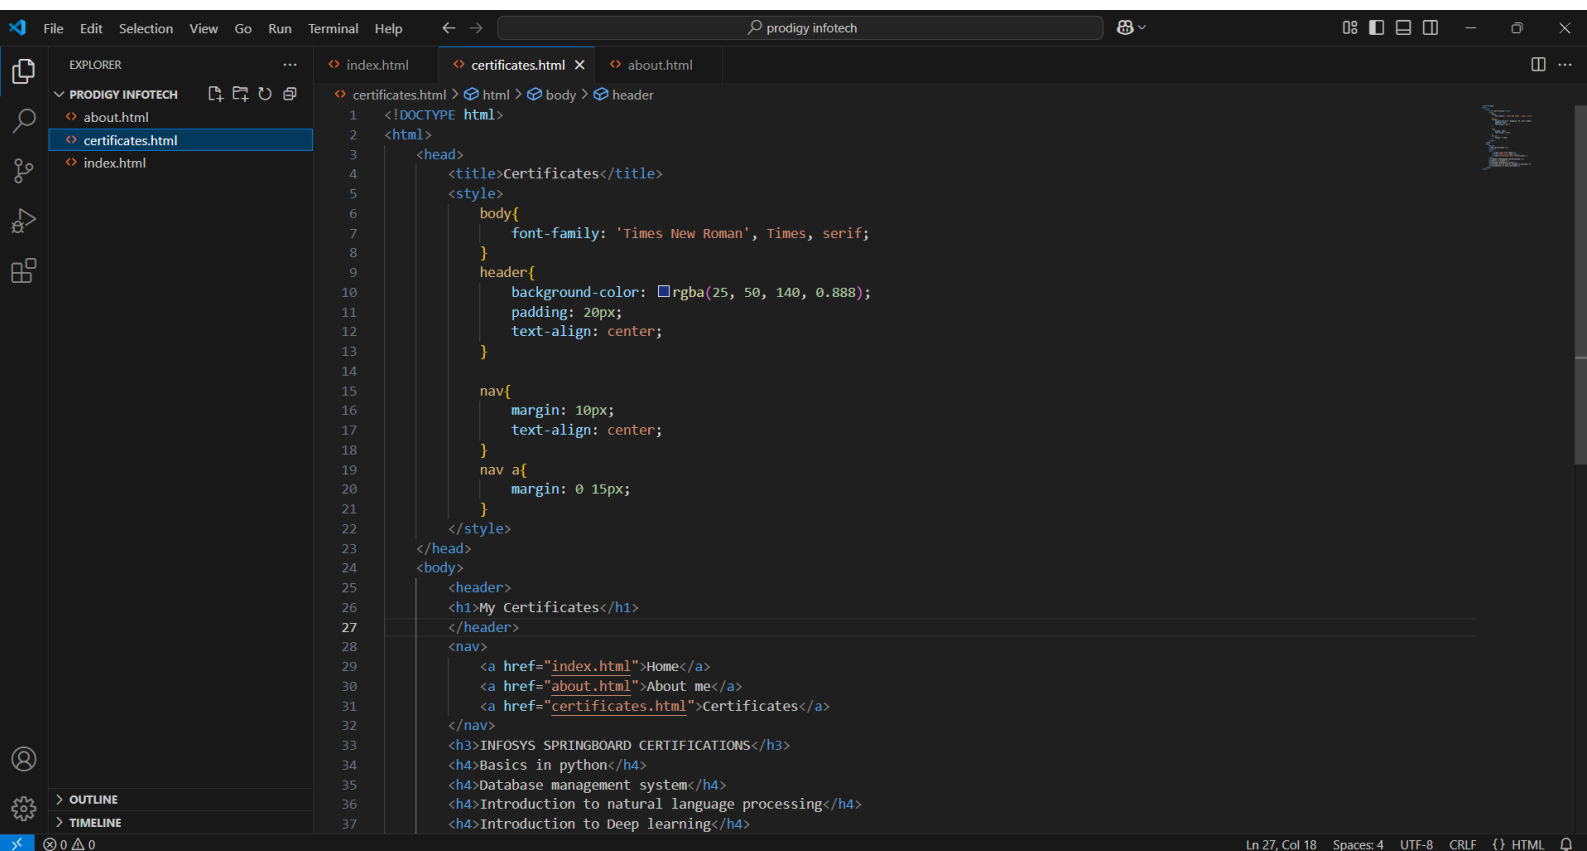 File Edit Selection View Go Run Terminal Help
prodigy infotech
EXPLORER
PRODIGY INFOTECH
about.html
certificates.html
index.html
OUTLINE
TIMELINE
index.html
certificates.html
about.html
certificates.html > html > body > header
1 <!DOCTYPE html>
2 <html>
3 <head>
4 <title>Certificates</title>
5 <style>
6 body{
7 font-family: 'Times New Roman', Times, serif;
8 }
9 header{
10 background-color: rgba(25, 50, 140, 0.888);
11 padding: 20px;
12 text-align: center;
13 }
14
15 nav{
16 margin: 10px;
17 text-align: center;
18 }
19 nav a{
20 margin: 0 15px;
21 }
22 </style>
23 </head>
24 <body>
25 <header>
26 <h1>My Certificates</h1>
27 </header>
28 <nav>
29 <a href="index.html">Home</a>
30 <a href="about.html">About me</a>
31 <a href="certificates.html">Certificates</a>
32 </nav>
33 <h3>INFOSYS SPRINGBOARD CERTIFICATIONS</h3>
34 <h4>Basics in python</h4>
35 <h4>Database management system</h4>
36 <h4>Introduction to natural language processing</h4>
37 <h4>Introduction to Deep learning</h4>
0 0
Ln 27, Col 18 Spaces: 4 UTF-8 CRLF {} HTML